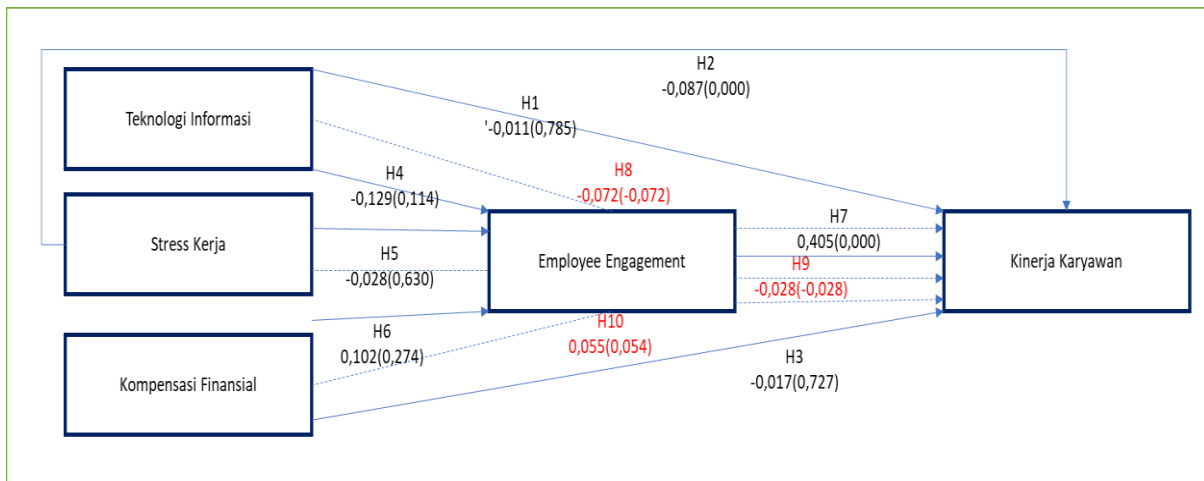 H2
-0,087(0,000)
Teknologi Informasi
H1
'-0,011(0,785)
H4
-0,129(0,114)
H8
-0,072(-0,072)
Stress Kerja
H5
-0,028(0,630)
Employee Engagement
H7
0,405(0,000)
H9
-0,028(-0,028)
Kinerja Karyawan
H6
0,102(0,274)
H10
0,055(0,054)
H3
-0,017(0,727)
Kompensasi Finansial